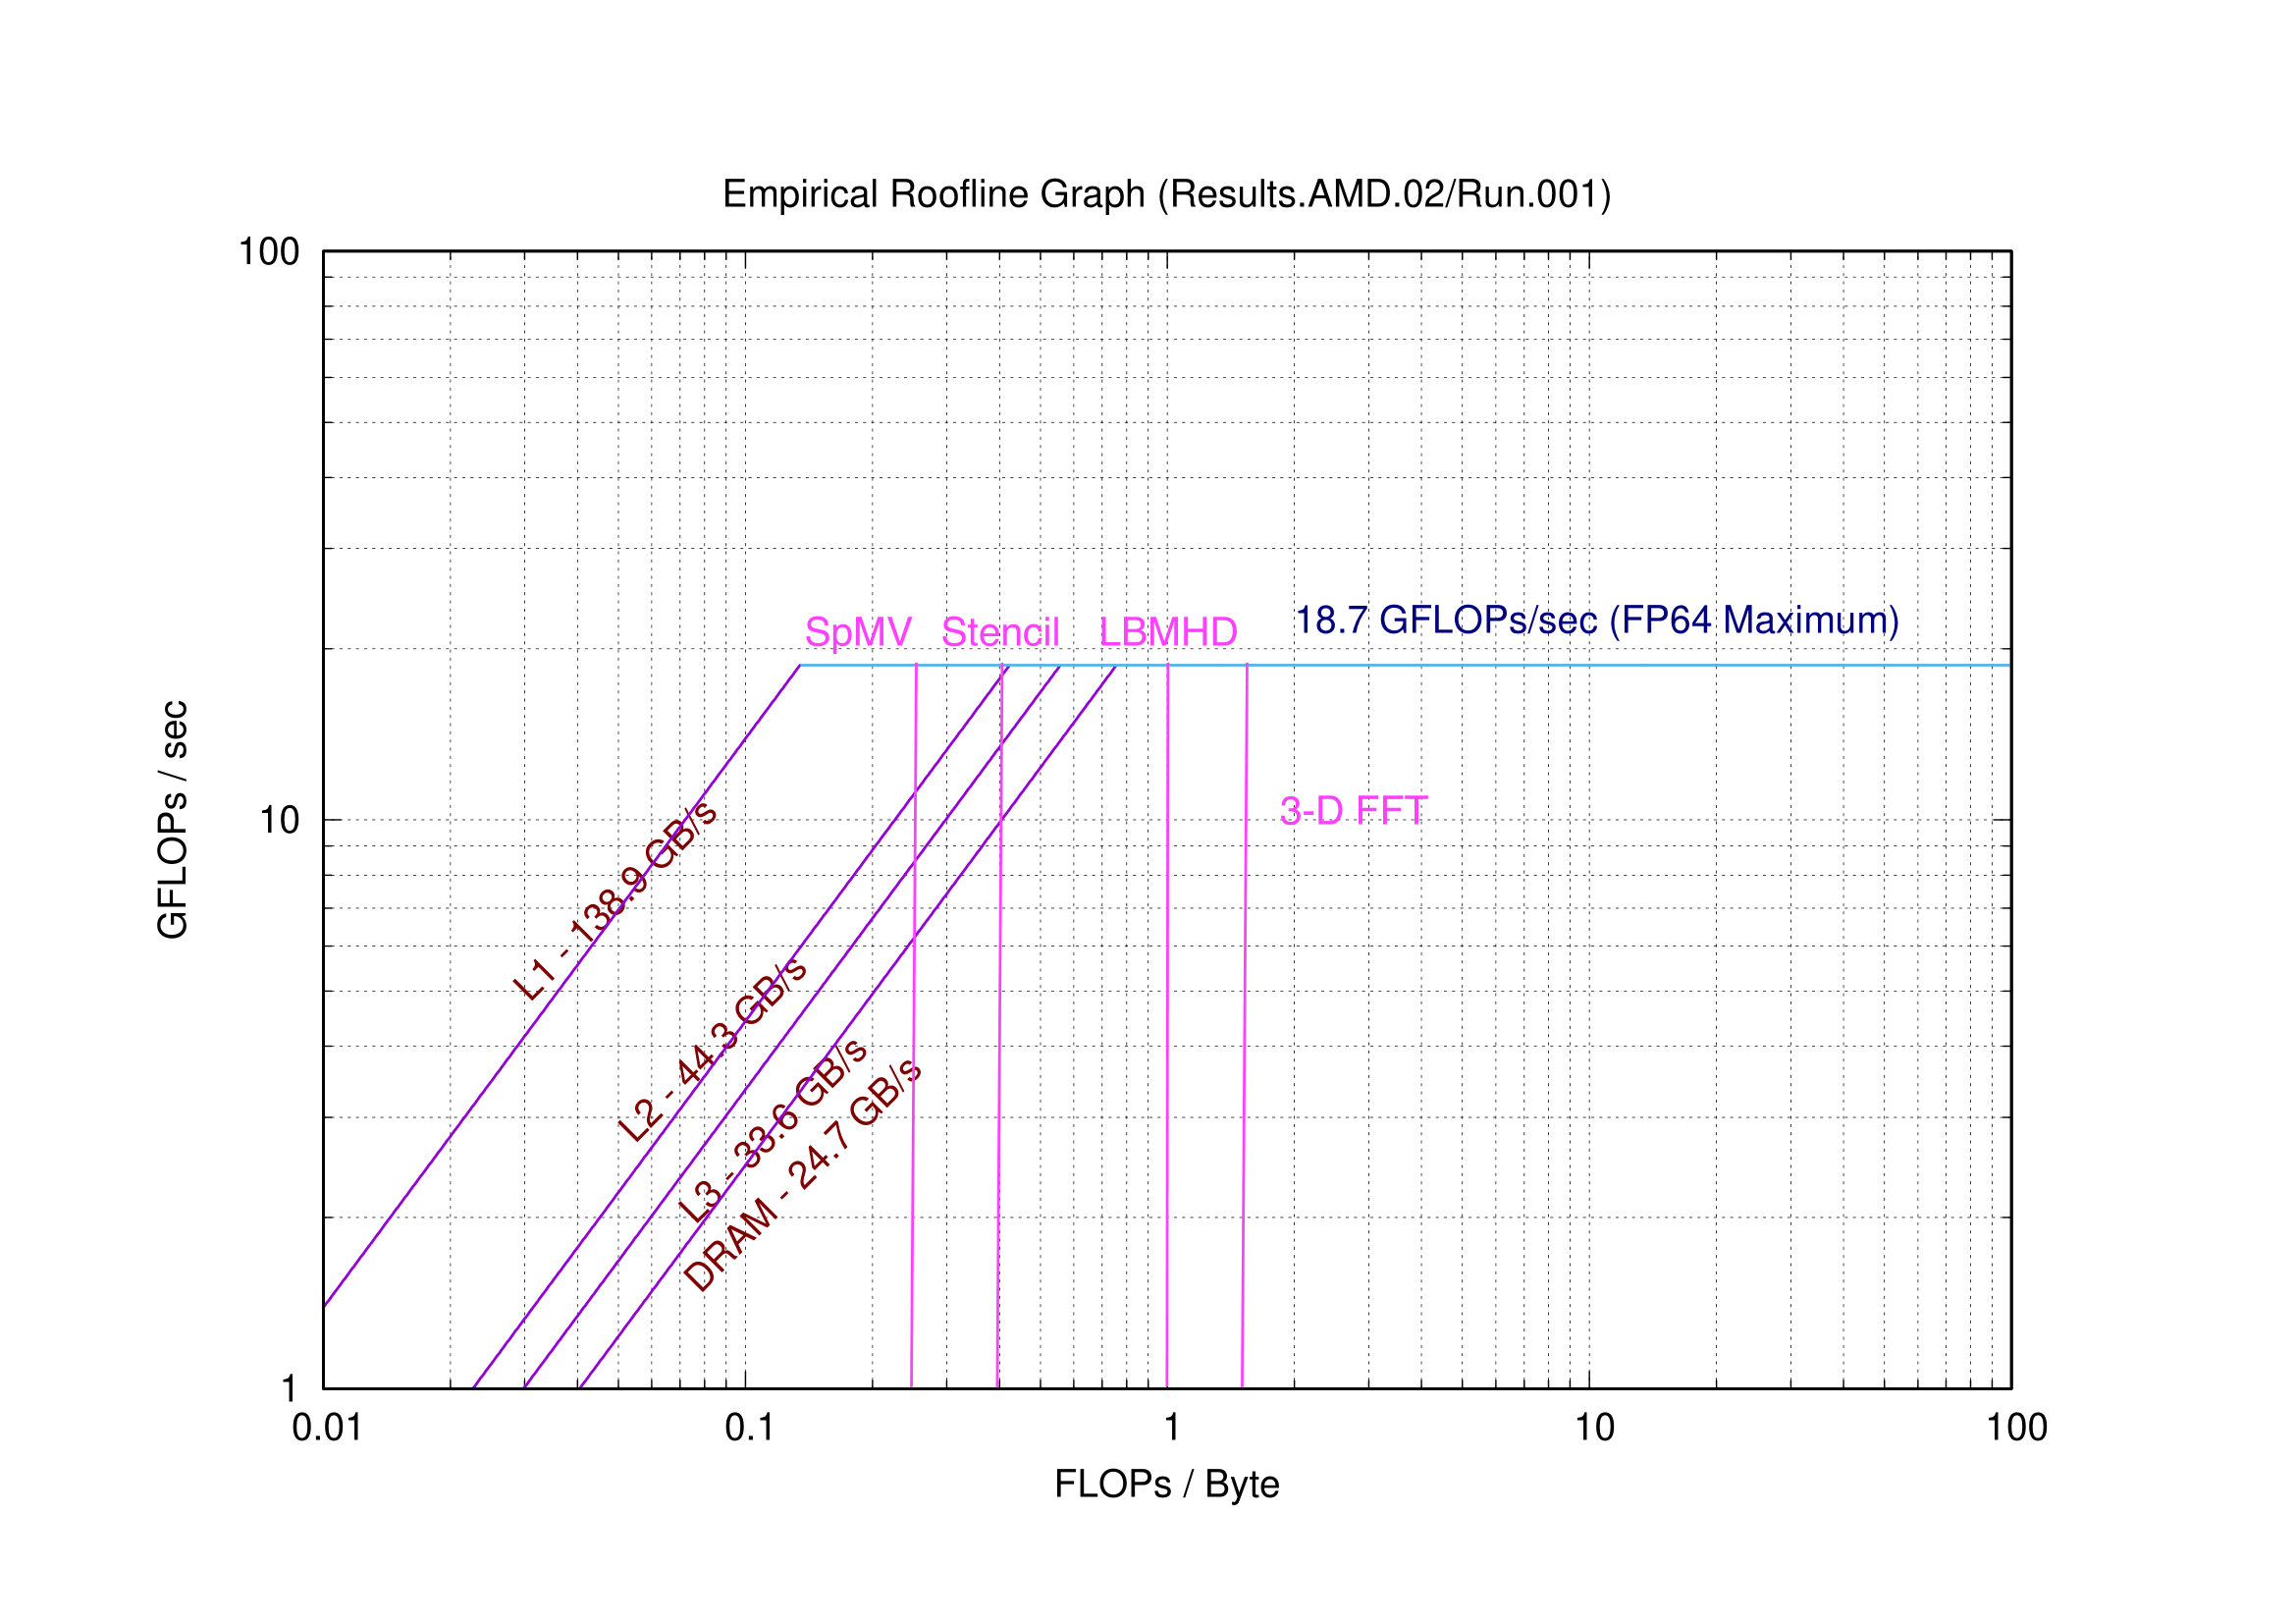 Empirical Roofline Graph (Results.AMD.02/Run.001)
100
10
1
GFLOPs / sec
SpMV
Stencil
LBMHD
18.7 GFLOPs/sec (FP64 Maximum)
3-D FFT
L1 - 138.9 GB/s
L2 - 44.3 GB/s
L3 - 33.6 GB/s
DRAM - 24.7 GB/s
0.01
0.1
1
10
100
FLOPs / Byte